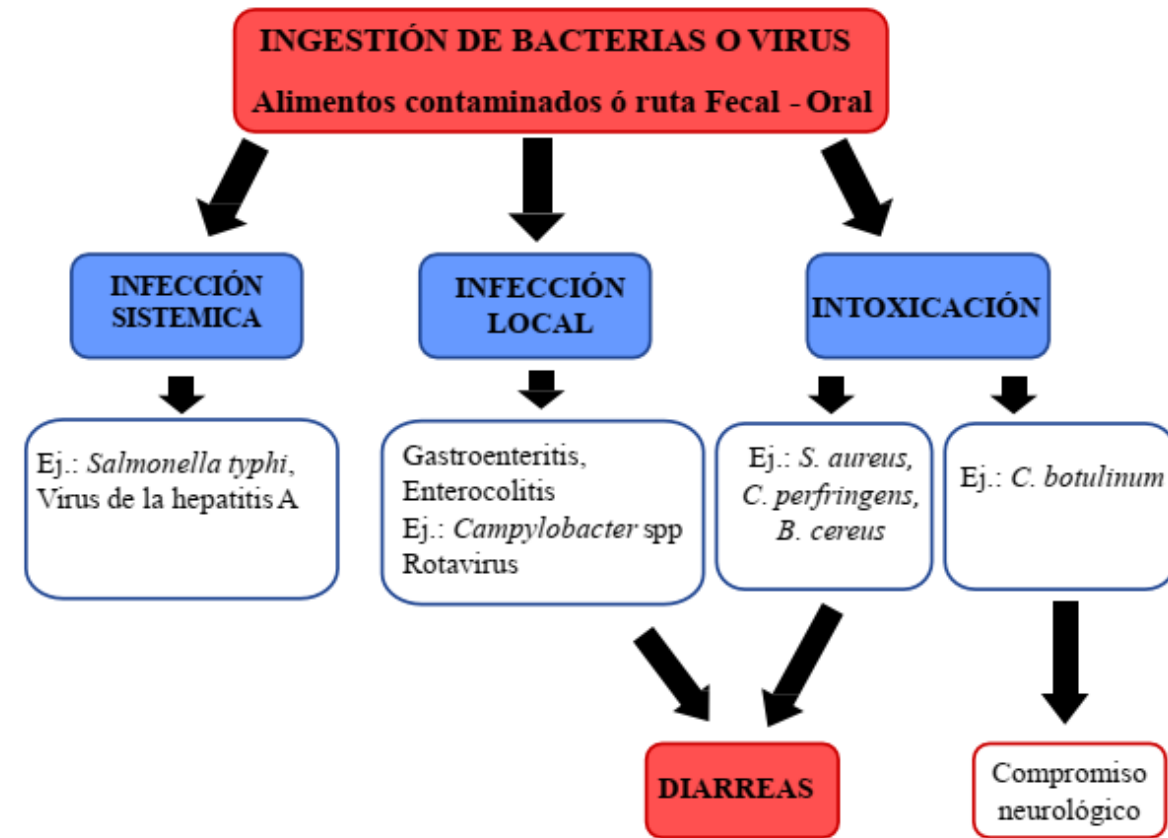 INGESTIÓN DE BACTERIAS O VIRUS
Alimentos contaminados ó ruta Fecal - Oral
INFECCIÓN
SISTEMICA
INFECCIÓN
LOCAL
INTOXICACIÓN
Ej.: Salmonella typhi,
Virus de la hepatitis A
Gastroenteritis,
Enterocolitis
Ej.: Campylobacter spp
Rotavirus
Ej.: S. aureus,
C. perfringens,
B. cereus
Ej.: C. botulinum
DIARREAS
Compromiso
neurológico